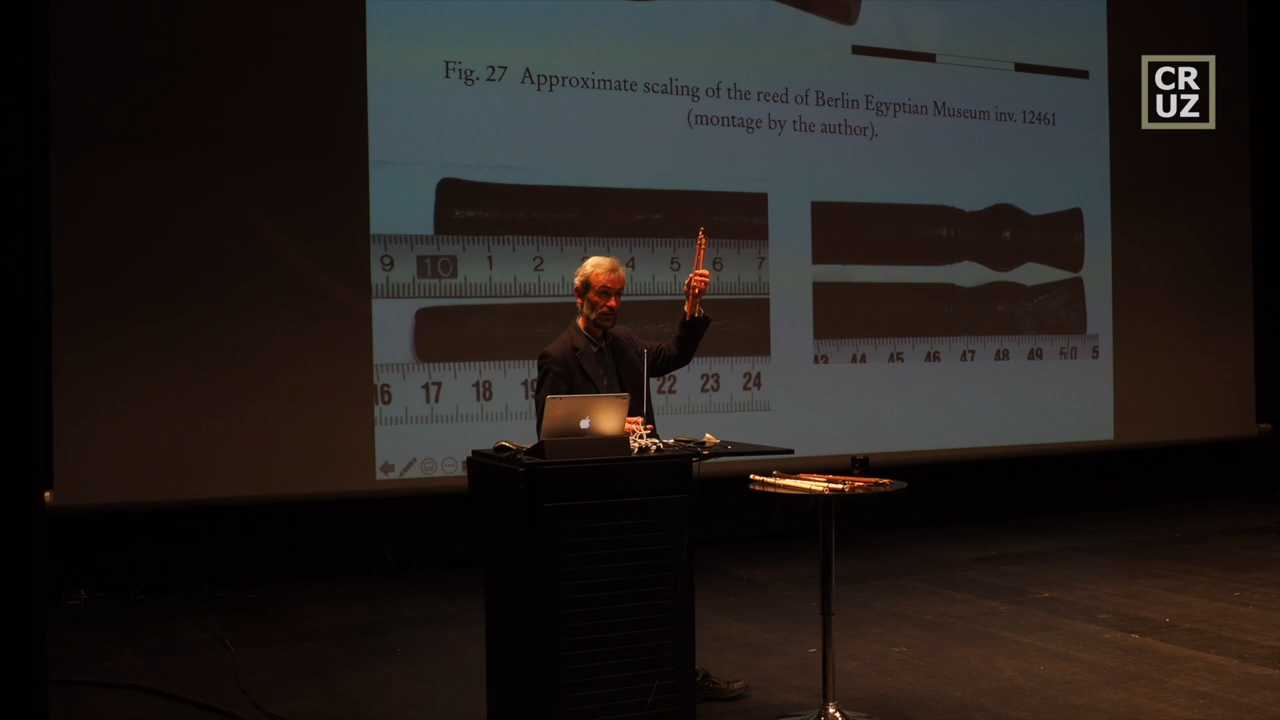 Fig. 27 Approximate scaling of the reed of Berlin Egyptian Museum inv. 12461
(montage by the author).
CR
UZ
9 10 1 2 3 4 5 6 7
16 17 18 22 23 24
43 44 45 46 47 48 49 50 5